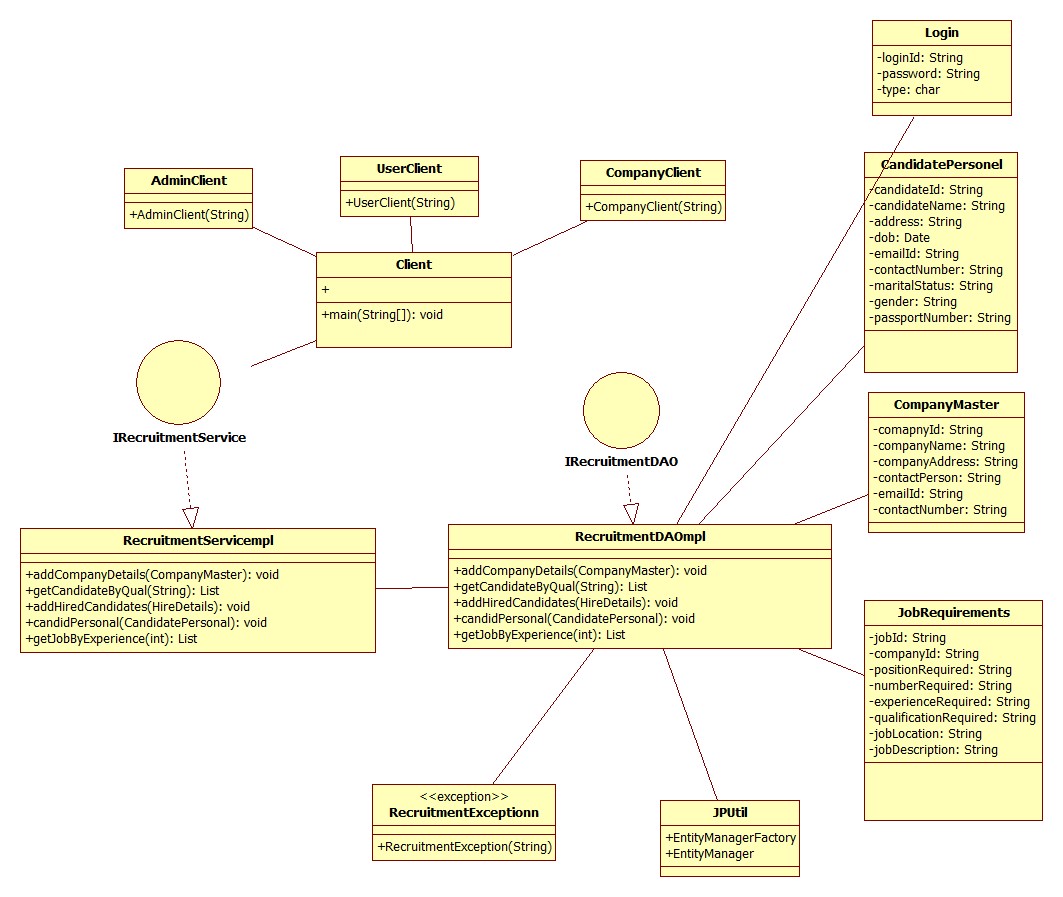 Login
-loginId: String
-password: String
-type: char
CandidatePersonel
-candidateId: String
-candidateName: String
-address: String
-dob: Date
-emailId: String
-contactNumber: String
-maritalStatus: String
-gender: String
-passportNumber: String
AdminClient
+AdminClient(String)
UserClient
+UserClient(String)
CompanyClient
+CompanyClient(String)
Client
+
+main(String[]): void
IRecruitmentService
IRecruitmentDAO
CompanyMaster
-comapnyId: String
-companyName: String
-companyAddress: String
-contactPerson: String
-emailId: String
-contactNumber: String
RecruitmentServicempl
+addCompanyDetails(CompanyMaster): void
+getCandidateByQual(String): List
+addHiredCandidates(HireDetails): void
+candidPersonal(CandidatePersonal): void
+getJobByExperience(int): List
RecruitmentDAOmpl
+addCompanyDetails(CompanyMaster): void
+getCandidateByQual(String): List
+addHiredCandidates(HireDetails): void
+candidPersonal(CandidatePersonal): void
+getJobByExperience(int): List
JobRequirements
-jobId: String
-companyId: String
-positionRequired: String
-numberRequired: String
-experienceRequired: String
-qualificationRequired: String
-jobLocation: String
-jobDescription: String
<<exception>>
RecruitmentExceptionn
+RecruitmentException(String)
JPUtil
+EntityManagerFactory
+EntityManager